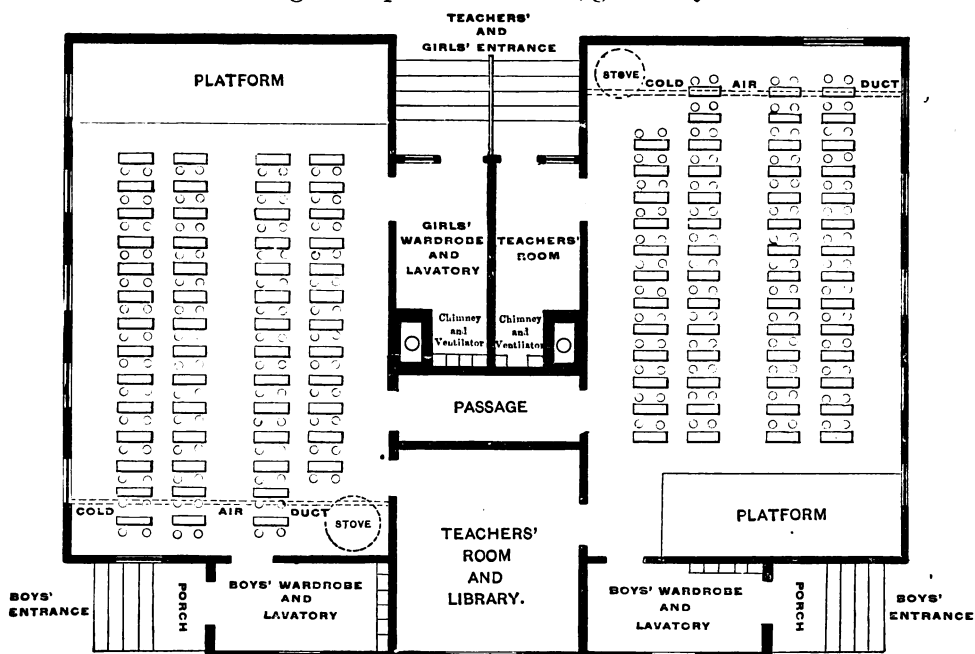 TEACHERS'
AND
GIRLS' ENTRANCE
PLATFORM
STOVE
COLD AIR DUCT
GIRLS'
WARDROBE
AND
LAVATORY
TEACHERS'
ROOM
Chimney
and
Ventilator
Chimney
and
Ventilator
PASSAGE
COLD AIR DUCT
STOVE
TEACHERS'
ROOM
AND
LIBRARY.
PLATFORM
BOYS'
ENTRANCE
PORCH
BOYS' WARDROBE
AND
LAVATORY
BOYS' WARDROBE
AND
LAVATORY
PORCH
BOYS'
ENTRANCE